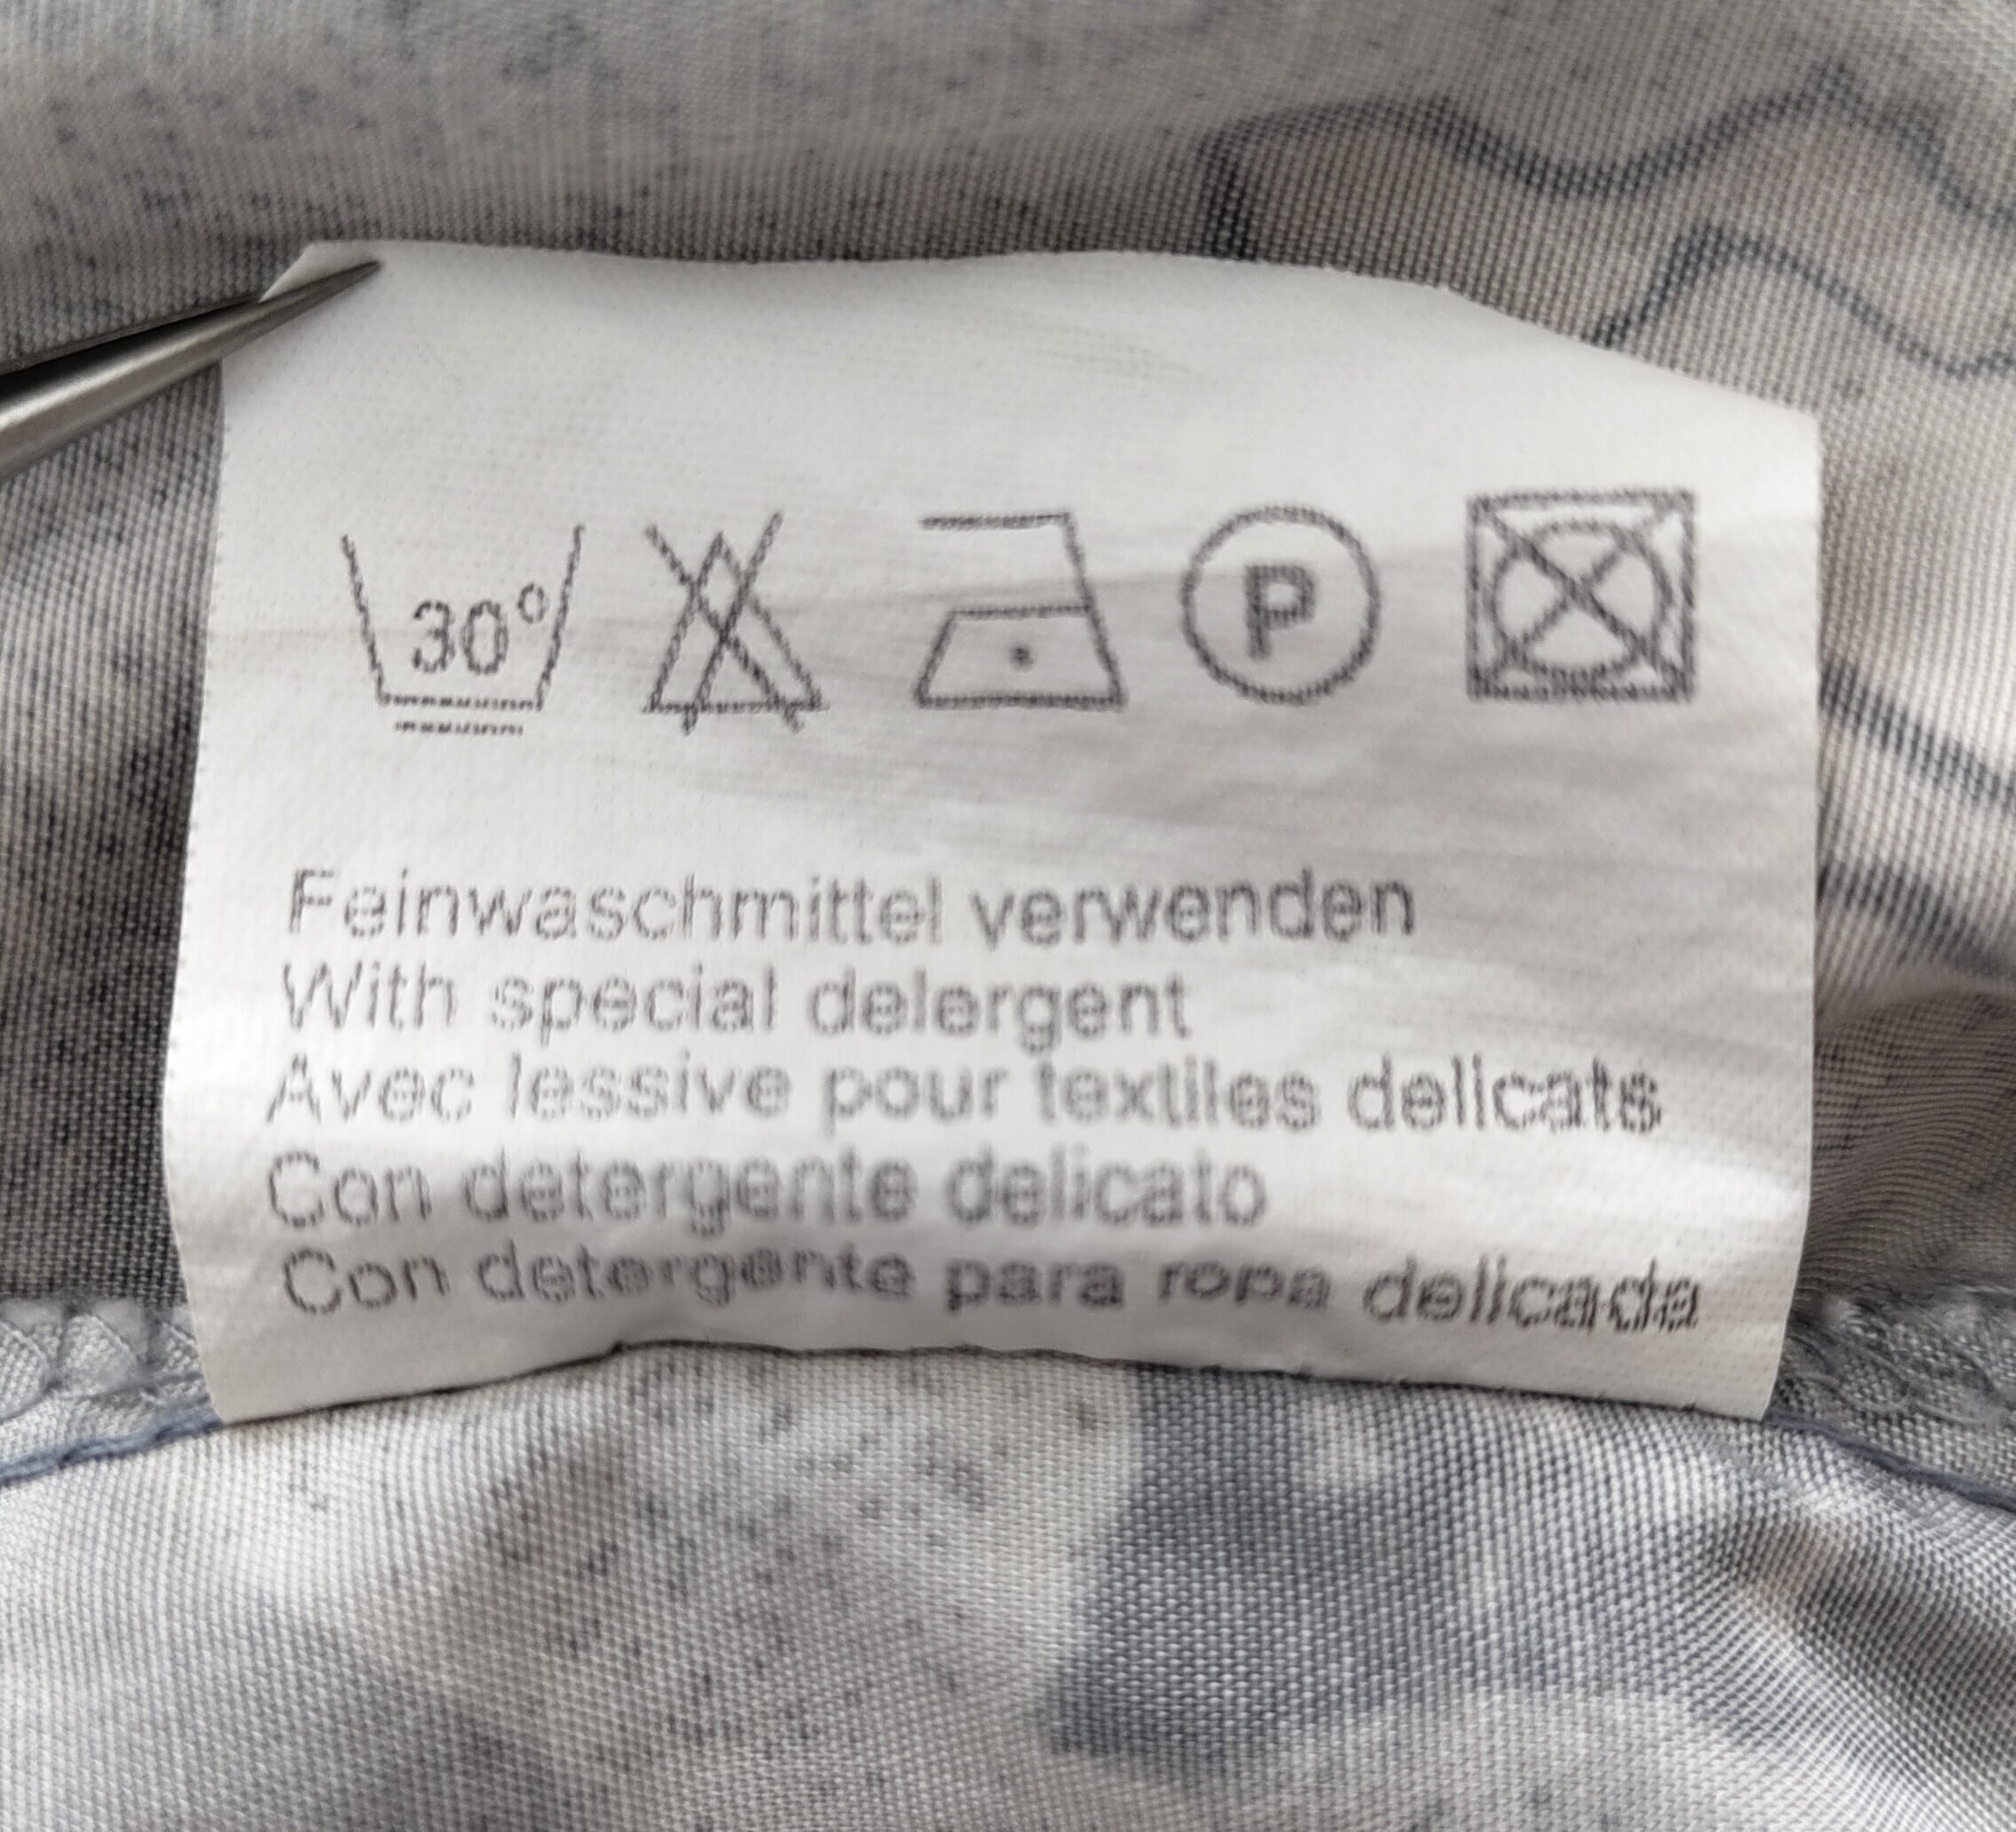 30°
P
Feinwaschmittel verwenden
With special delergent
Avec lessive pour textiles delicats
Con detergente delicato
Con detergente para ropa delicada